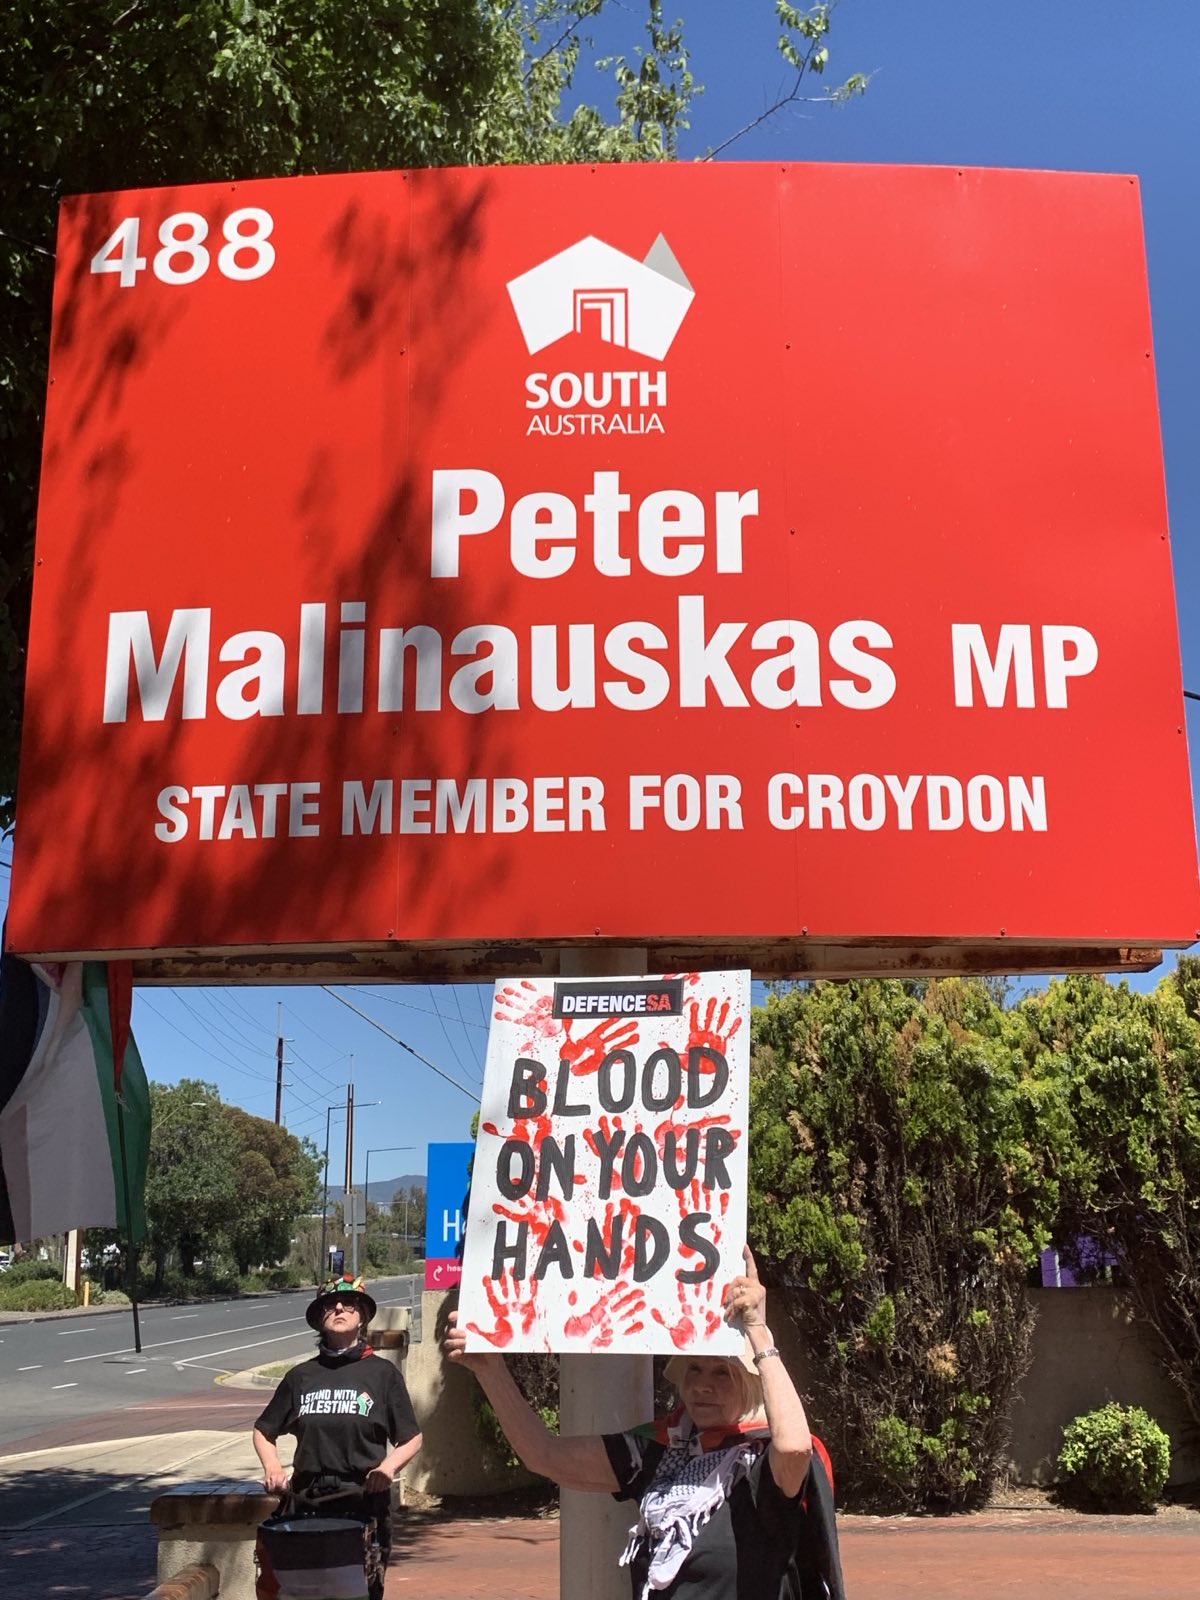 488
SOUTH
AUSTRALIA
Peter
Malinauskas MP
STATE MEMBER FOR CROYDON
DEFENCESA
BLOOD
ON YOUR
HANDS
I STAND WITH
PALESTINE